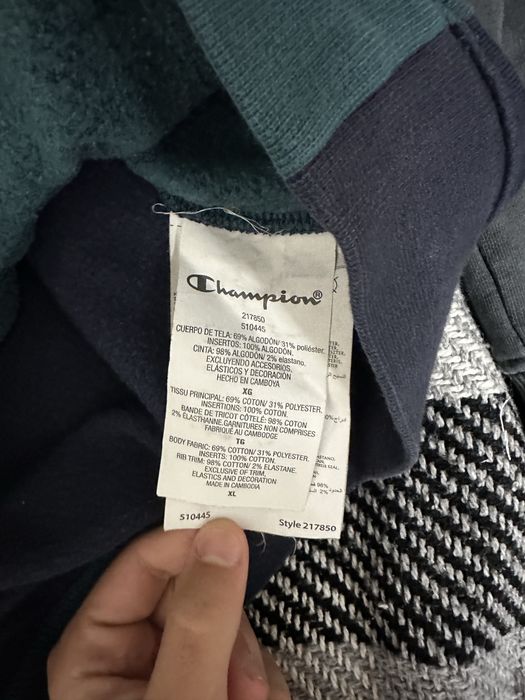 Champion®
217850
510445
CUERPO DE TELA: 69% ALGODÓN/ 31% poliéster.
INSERTOS: 100% ALGODÓN.
CINTA: 98% ALGODÓN/ 2% elastano.
EXCLUYENDO ACCESORIOS,
ELÁSTICOS Y DECORACIÓN
HECHO EN CAMBOYA
XG
TISSU PRINCIPAL: 69% COTON/ 31% POLYESTER.
INSERTIONS: 100% COTON.
BANDE DE TRICOT CÔTELÉ: 98% COTON
2% ÉLASTHANNE.GARNITURES NON COMPRISES
FABRIQUÉ AU CAMBODGE
TG
BODY FABRIC: 69% COTTON/ 31% POLYESTER.
INSERTS: 100% COTTON.
RIB TRIM: 98% COTTON/ 2% ELASTANE.
EXCLUSIVE OF TRIM,
ELASTICS AND DECORATION
MADE IN CAMBODIA
XL
510445 Style 217850